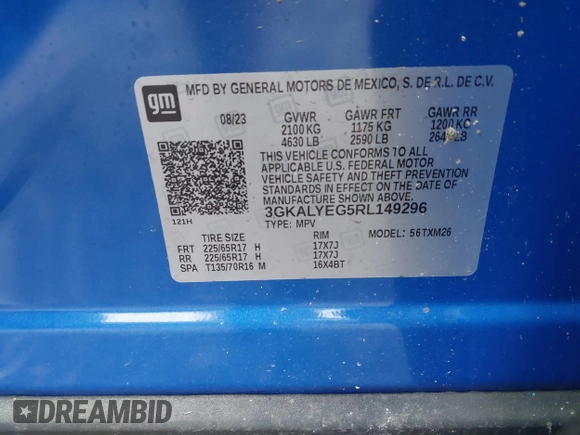 gm
MFD BY GENERAL MOTORS DE MEXICO, S. DE R.L. DE C.V.
08/23 GVWR GAWR FRT GAWR RR
2100 KG 1175 KG 1200 KG
4630 LB 2590 LB LB
THIS VEHICLE CONFORMS TO ALL
APPLICABLE U.S. FEDERAL MOTOR
VEHICLE SAFETY AND THEFT PREVENTION
STANDARDS IN EFFECT ON THE DATE OF
MANUFACTURE SHOWN ABOVE.
3GKALYEG5RL149296
121H TYPE: MPV MODEL: 56TXM26
TIRE SIZE RIM
FRT 225/65R17 H 17X7J
RR 225/65R17 H 17X7J
SPA T135/70R16 M 16X4BT
DREAMBID